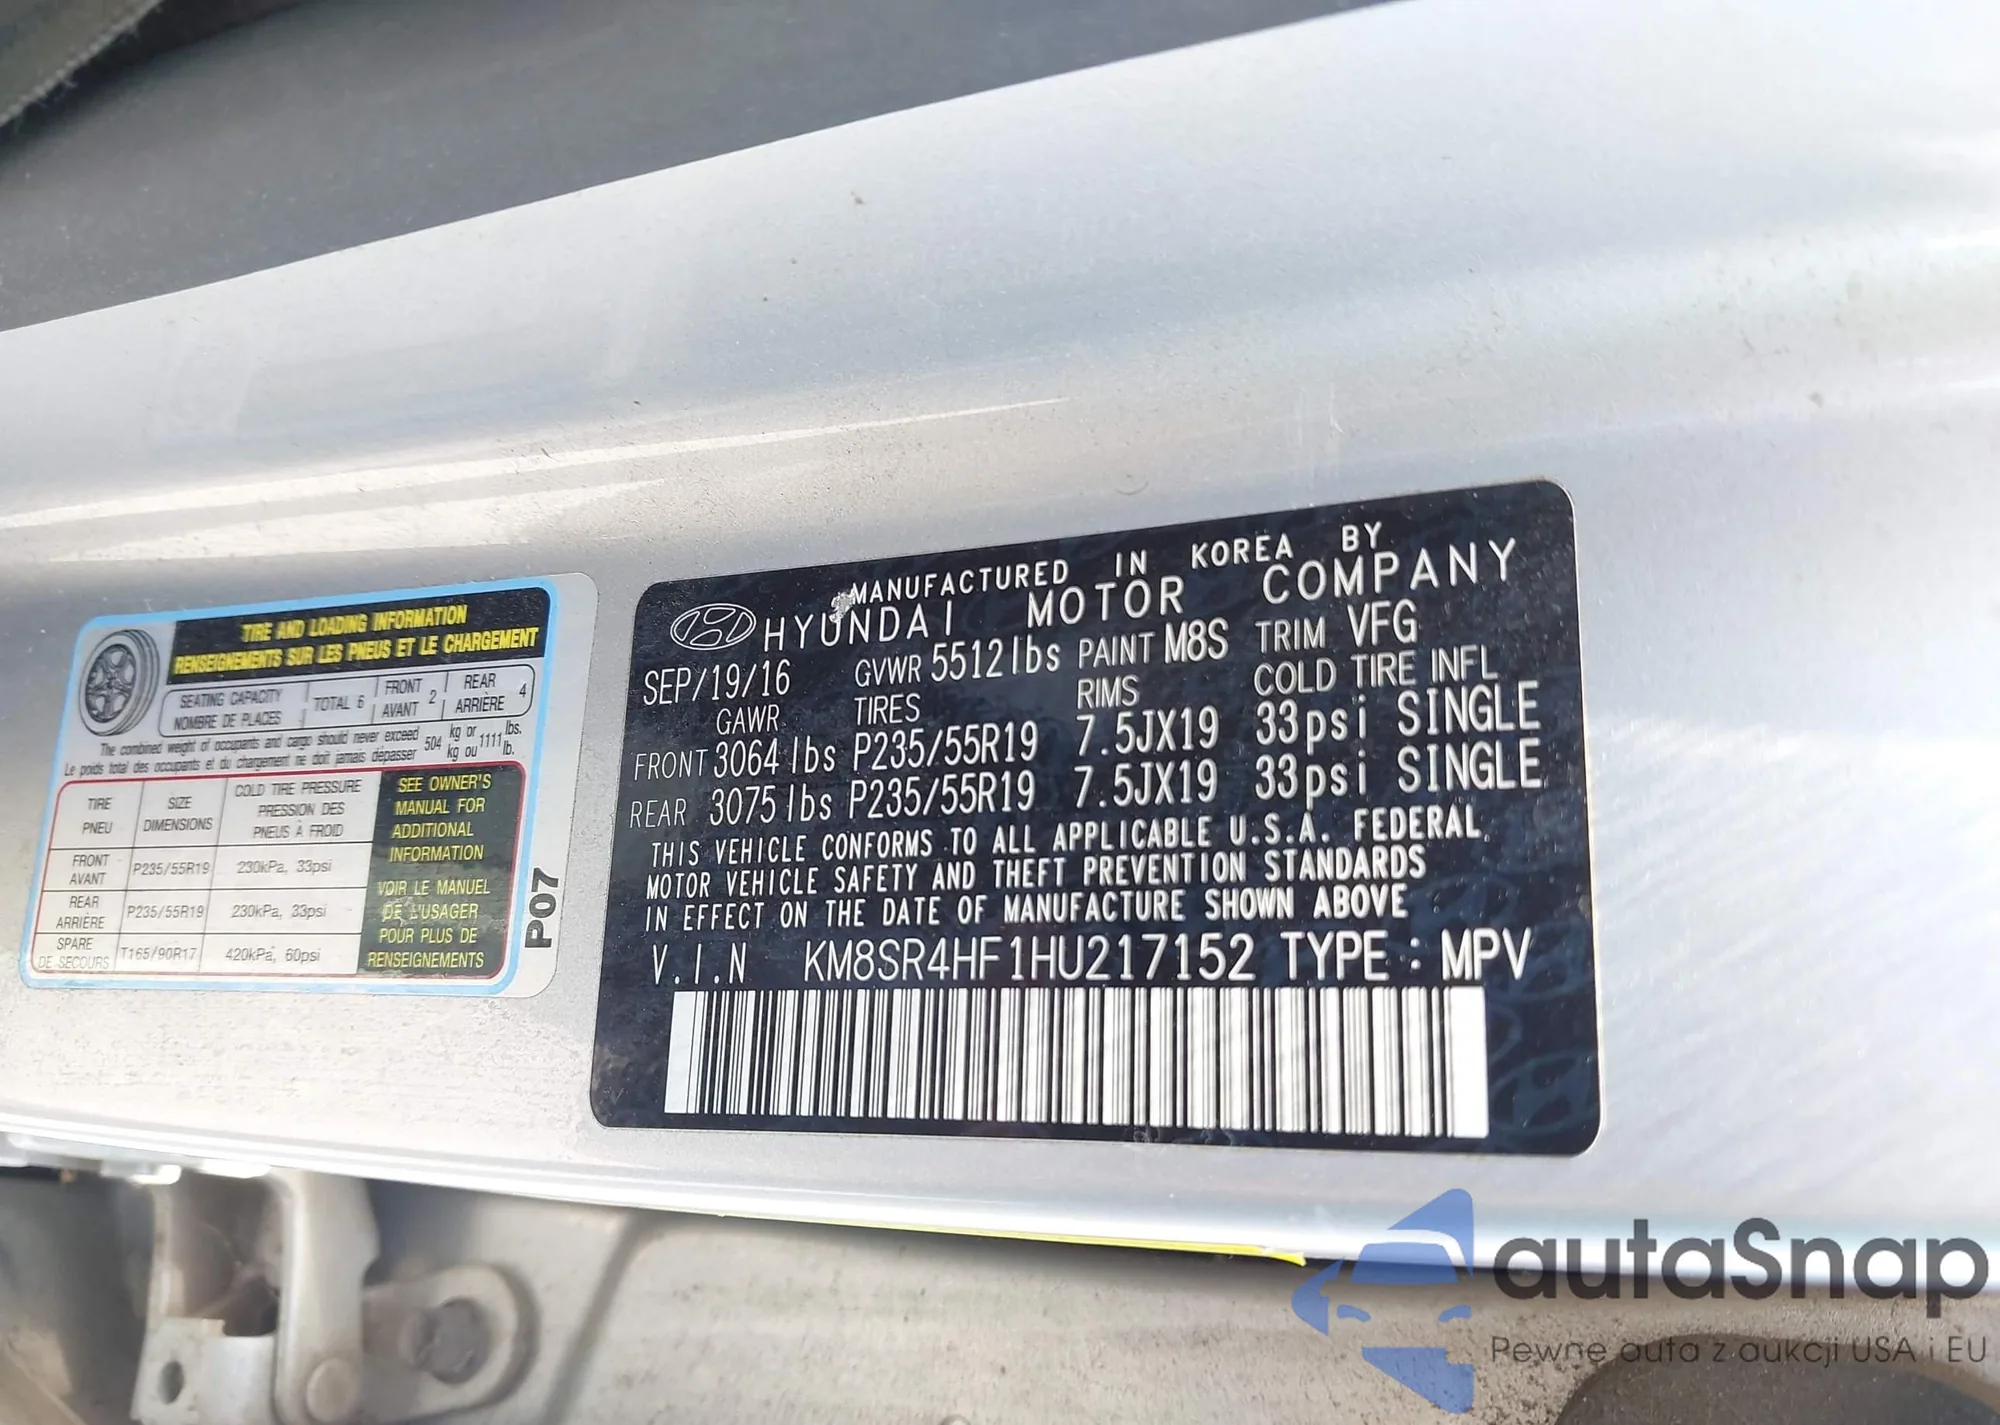 TIRE AND LOADING INFORMATION
RENSEIGNEMENTS SUR LES PNEUS ET LE CHARGEMENT
SEATING CAPACITY
NOMBRE DE PLACES
TOTAL 6
FRONT
AVANT
2
REAR
ARRIÈRE
4
The combined weight of occupants and cargo should never exceed
Le poids total des occupants et du chargement ne doit jamais dépasser
504 kg or 1111 lbs.
kg ou lb.
TIRE
PNEU
SIZE
DIMENSIONS
COLD TIRE PRESSURE
PRESSION DES
PNEUS À FROID
FRONT
AVANT
P235/55R19
230kPa, 33psi
REAR
ARRIÈRE
P235/55R19
230kPa, 33psi
SPARE
DE SECOURS
T165/90R17
420kPa, 60psi
SEE OWNER'S
MANUAL FOR
ADDITIONAL
INFORMATION
VOIR LE MANUEL
DE L'USAGER
POUR PLUS DE
RENSEIGNEMENTS
P07
MANUFACTURED IN KOREA BY
HYUNDAI MOTOR COMPANY
SEP/19/16 GVWR 5512lbs PAINT M8S TRIM VFG
GAWR TIRES RIMS COLD TIRE INFL
FRONT 3064lbs P235/55R19 7.5JX19 33psi SINGLE
REAR 3075lbs P235/55R19 7.5JX19 33psi SINGLE
THIS VEHICLE CONFORMS TO ALL APPLICABLE U.S.A. FEDERAL
MOTOR VEHICLE SAFETY AND THEFT PREVENTION STANDARDS
IN EFFECT ON THE DATE OF MANUFACTURE SHOWN ABOVE
V.I.N KM8SR4HF1HU217152 TYPE : MPV
autaSnap
Pewne auta z aukcji USA i EU